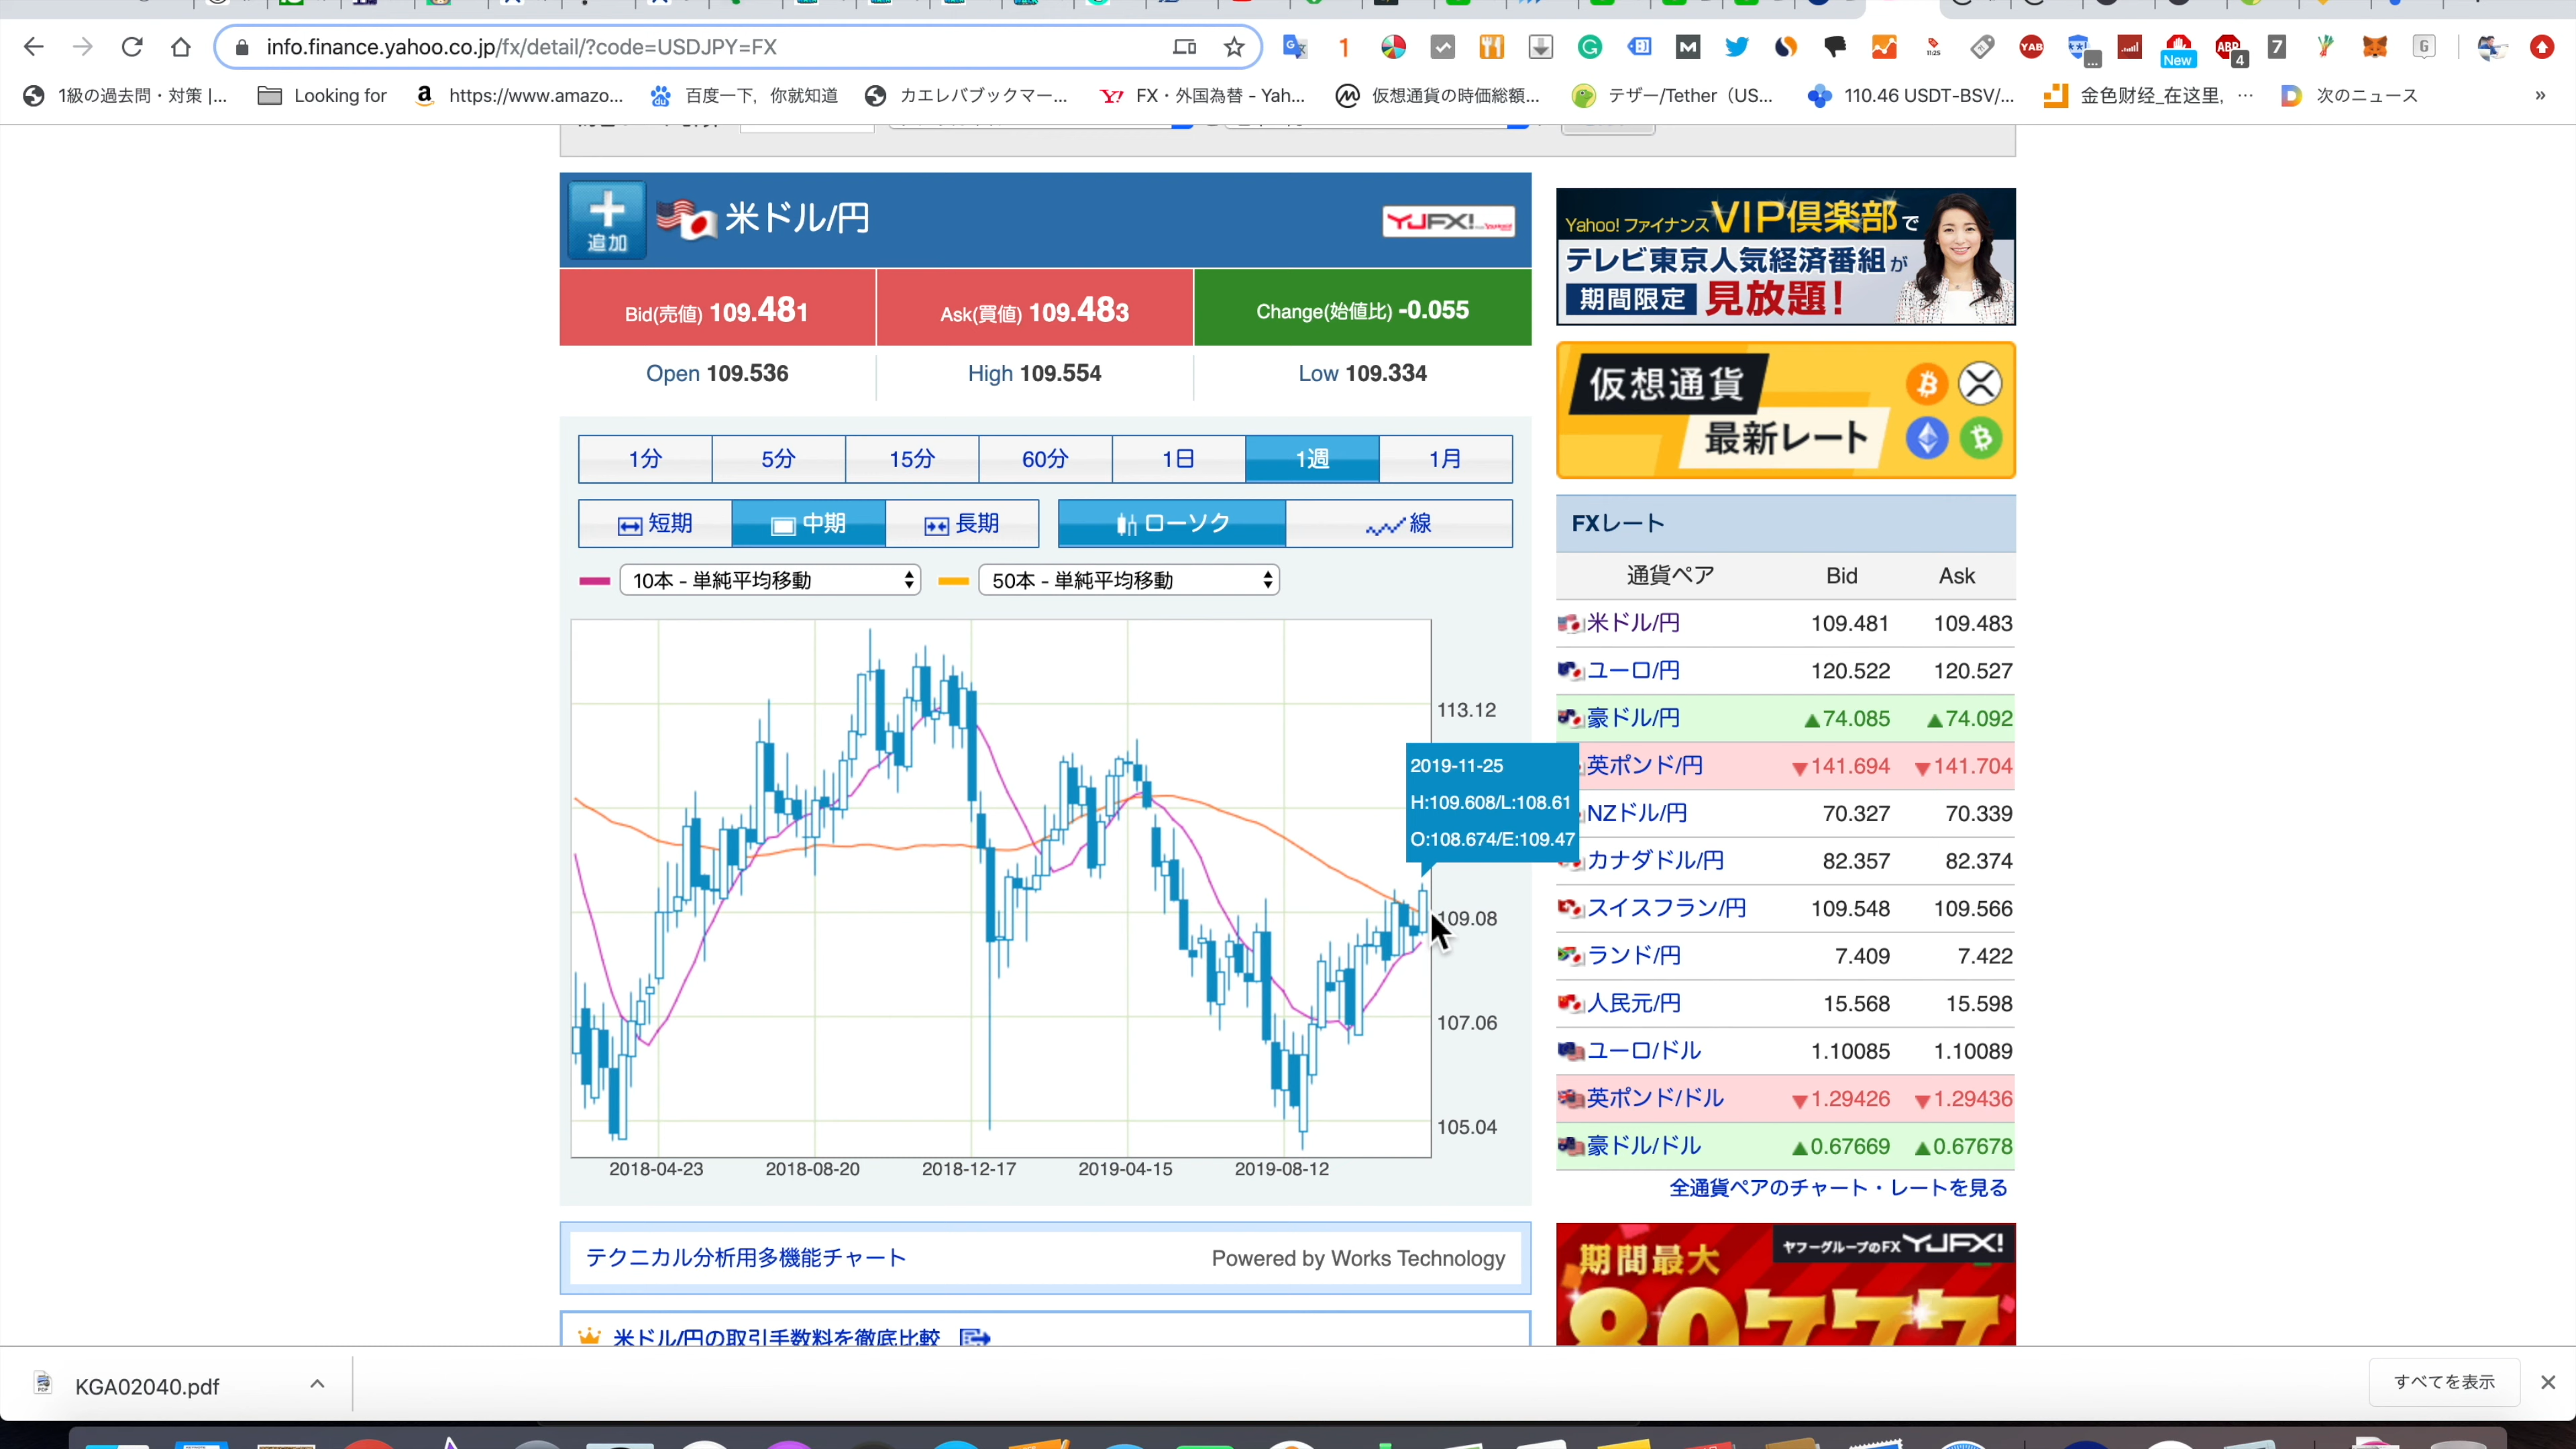 info.finance.yahoo.co.jp/fx/detail/?code=USDJPY=FX
1
11:25
YAB
New
ABP
4
7
G
1級の過去問・対策 |...
Looking for
https://www.amazo...
百度一下，你就知道
カエレバブックマー...
FX・外国為替 - Yah...
仮想通貨の時価総額...
テザー/Tether（US...
110.46 USDT-BSV/...
金色财经_在这里, ...
次のニュース
»
追加
米ドル/円
YJFX!
Bid(売値) 109.481
Ask(買値) 109.483
Change(始値比) -0.055
Open 109.536
High 109.554
Low 109.334
1分
5分
15分
60分
1日
1週
1月
短期
中期
長期
ローソク
線
10本 - 単純平均移動
50本 - 単純平均移動
113.12
109.08
107.06
105.04
2019-11-25
H:109.608/L:108.61
O:108.674/E:109.47
2018-04-23
2018-08-20
2018-12-17
2019-04-15
2019-08-12
テクニカル分析用多機能チャート
Powered by Works Technology
米ドル/円の取引手数料を徹底比較
Yahoo! ファイナンス VIP倶楽部で
テレビ東京人気経済番組が
期間限定 見放題！
仮想通貨
最新レート
FXレート
通貨ペア Bid Ask
米ドル/円 109.481 109.483
ユーロ/円 120.522 120.527
豪ドル/円 ▲74.085 ▲74.092
英ポンド/円 ▼141.694 ▼141.704
NZドル/円 70.327 70.339
カナダドル/円 82.357 82.374
スイスフラン/円 109.548 109.566
ランド/円 7.409 7.422
人民元/円 15.568 15.598
ユーロ/ドル 1.10085 1.10089
英ポンド/ドル ▼1.29426 ▼1.29436
豪ドル/ドル ▲0.67669 ▲0.67678
全通貨ペアのチャート・レートを見る
期間最大
ヤフーグループのFX YJFX!
80777
KGA02040.pdf
すべてを表示